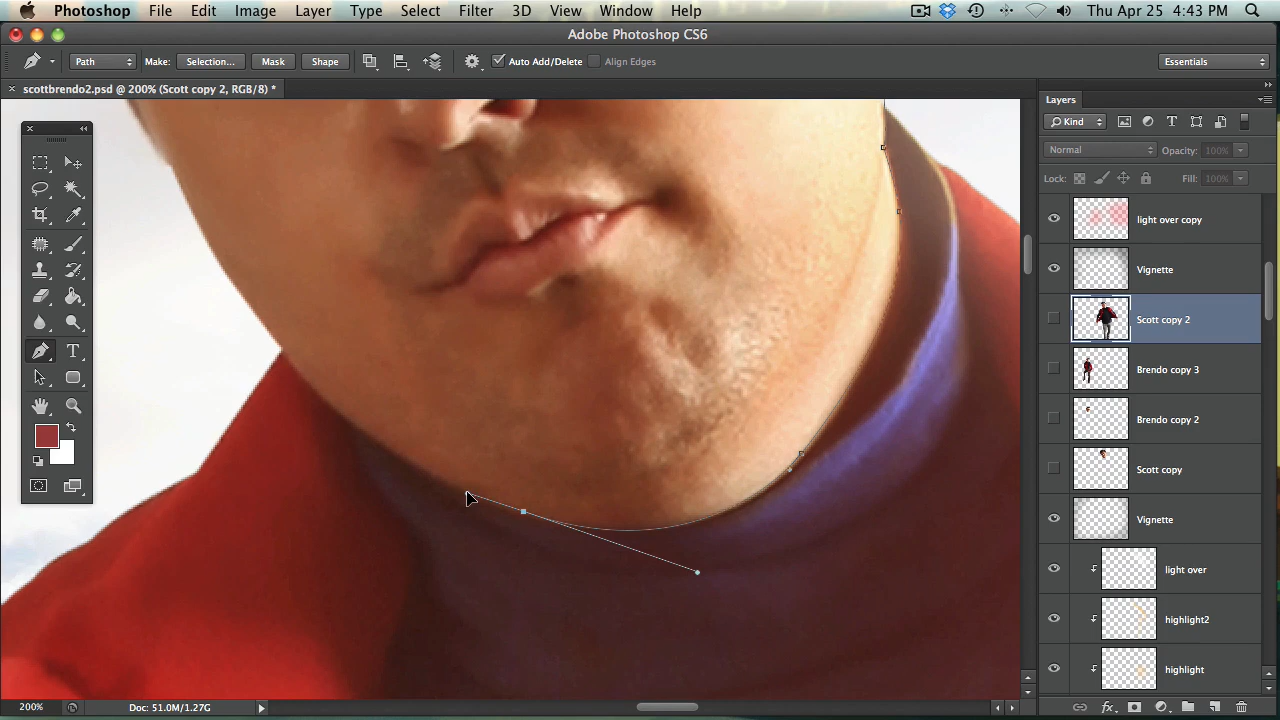 Photoshop File Edit Image Layer Type Select Filter 3D View Window Help Thu Apr 25 4:43 PM
Adobe Photoshop CS6
Path Make: Selection... Mask Shape Auto Add/Delete Align Edges Essentials
× scottbrendo2.psd @ 200% (Scott copy 2, RGB/8) *
Layers
Kind
Normal Opacity: 100%
Lock: Fill: 100%
light over copy
Vignette
Scott copy 2
Brendo copy 3
Brendo copy 2
Scott copy
Vignette
light over
highlight2
highlight
200% Doc: 51.0M/1.27G